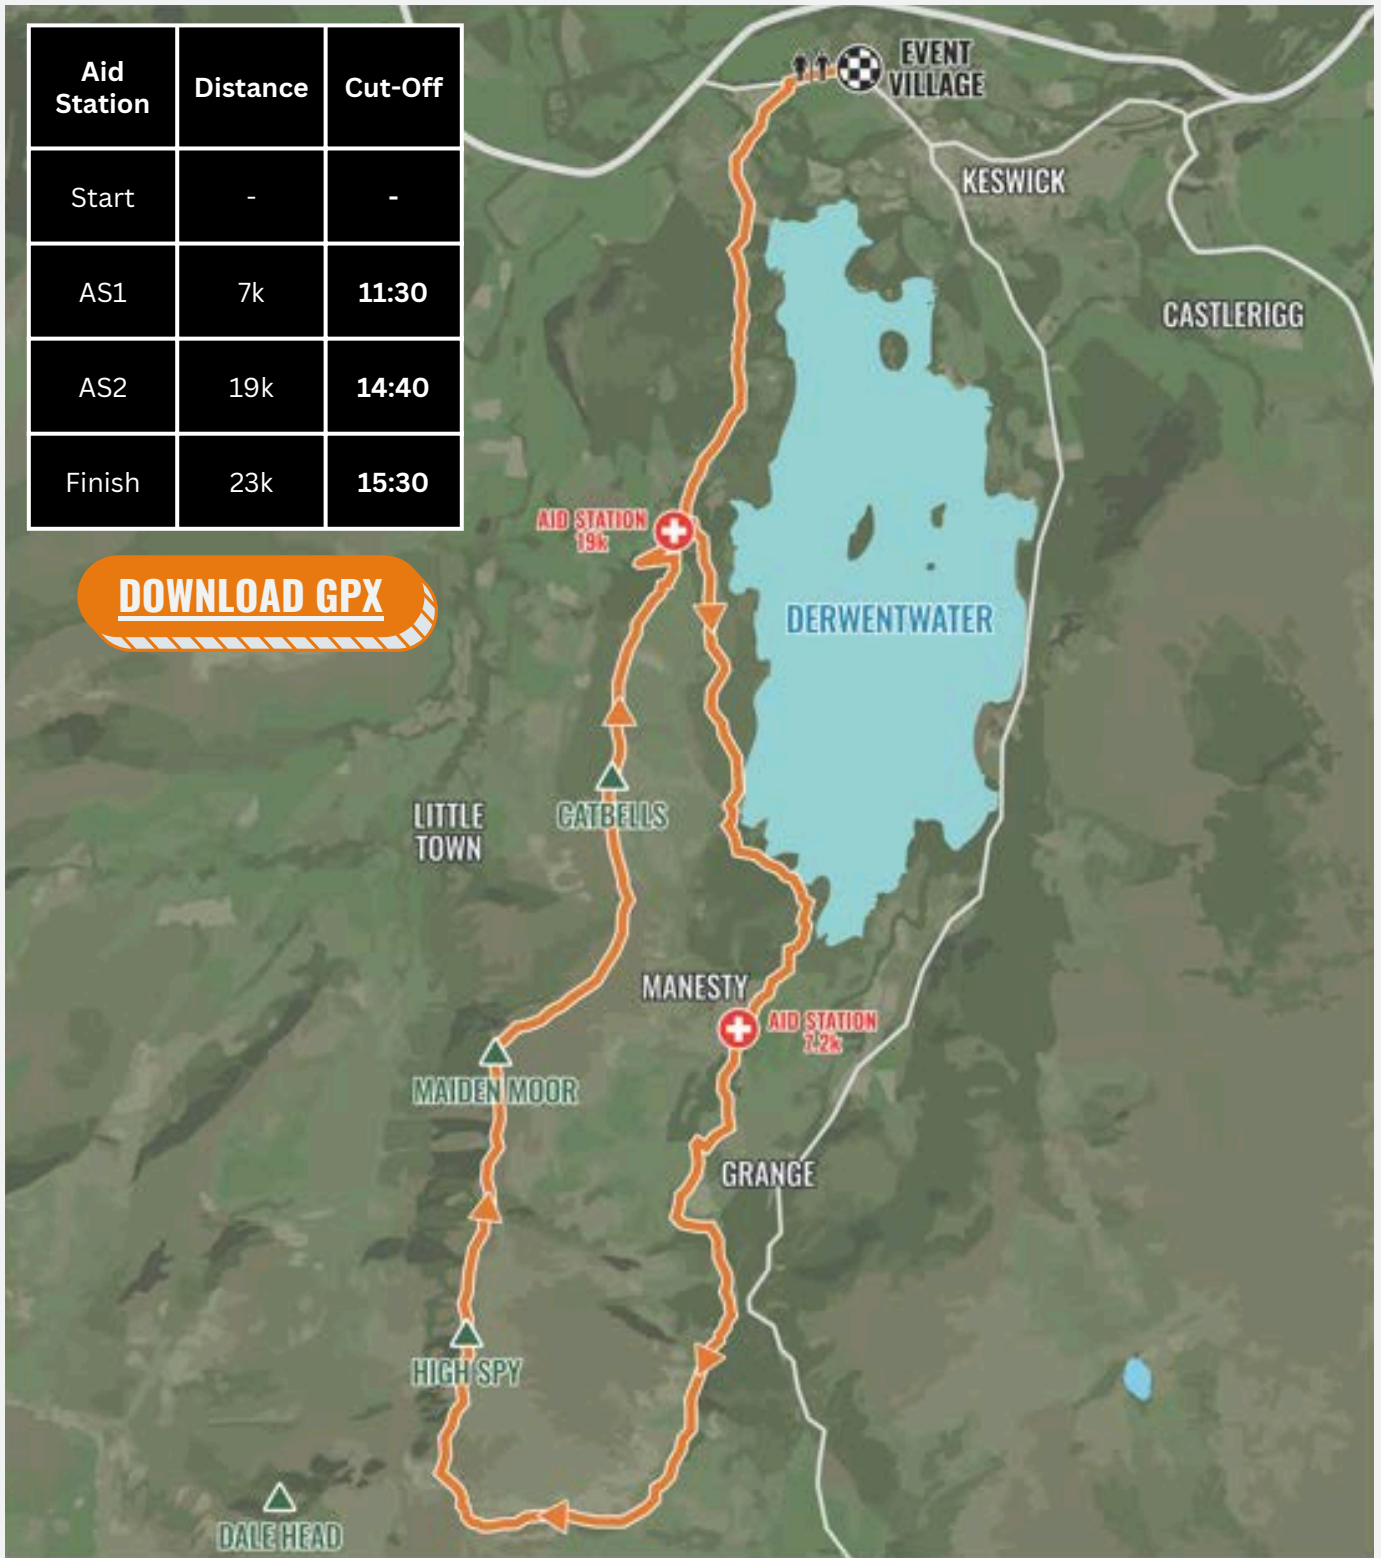 Aid
Station
Distance
Cut-Off
Start
-
-
AS1
7k
11:30
AS2
19k
14:40
Finish
23k
15:30
DOWNLOAD GPX
EVENT
VILLAGE
KESWICK
CASTLERIGG
AID STATION
19k
DERWENTWATER
CATBELLS
LITTLE
TOWN
MANESTY
AID STATION
7.2k
MAIDEN MOOR
GRANGE
HIGH SPY
DALE HEAD